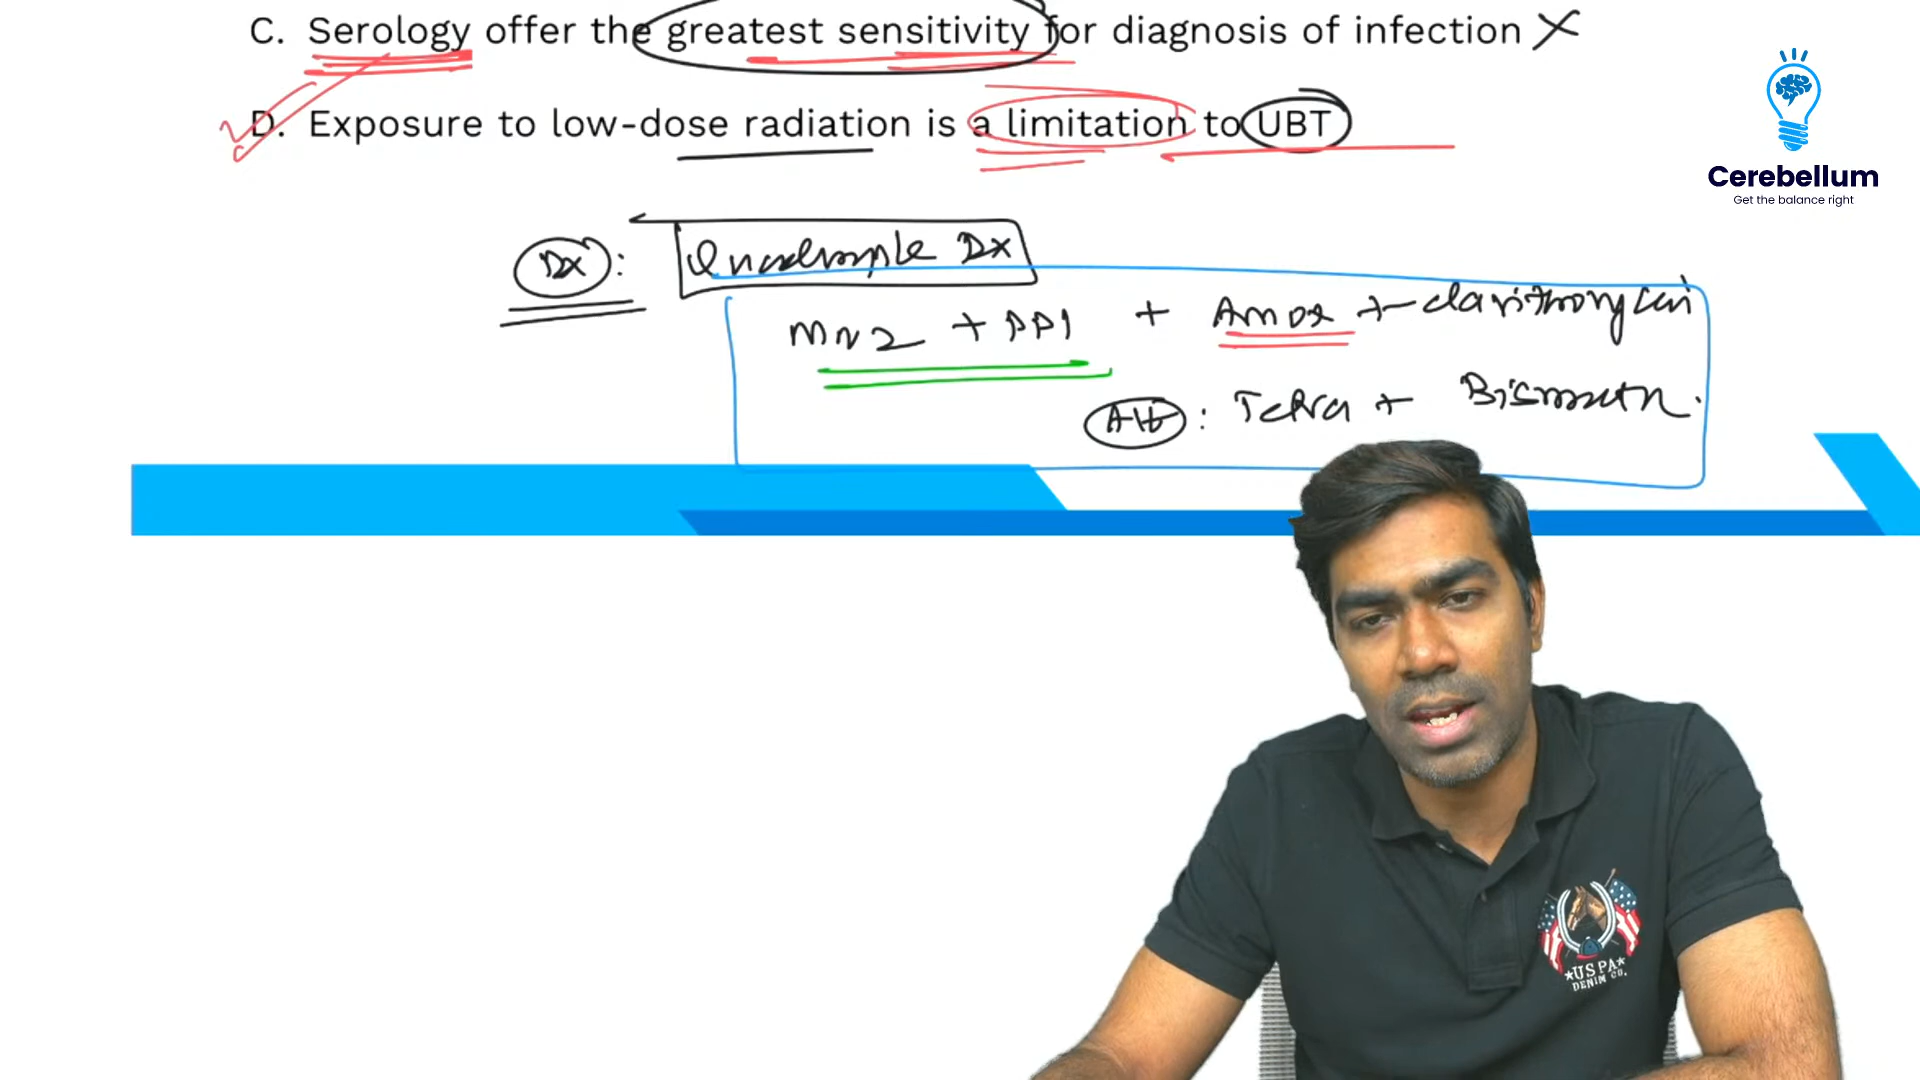 C. Serology offer the greatest sensitivity for diagnosis of infection X
D. Exposure to low-dose radiation is a limitation to UBT
Cerebellum
Get the balance right
Dx : Quadruple Dx
MNZ + PPI + Amox + clarithromycin
Alt : Tetra + Bismuth.
★USPA★
DENIM CO.